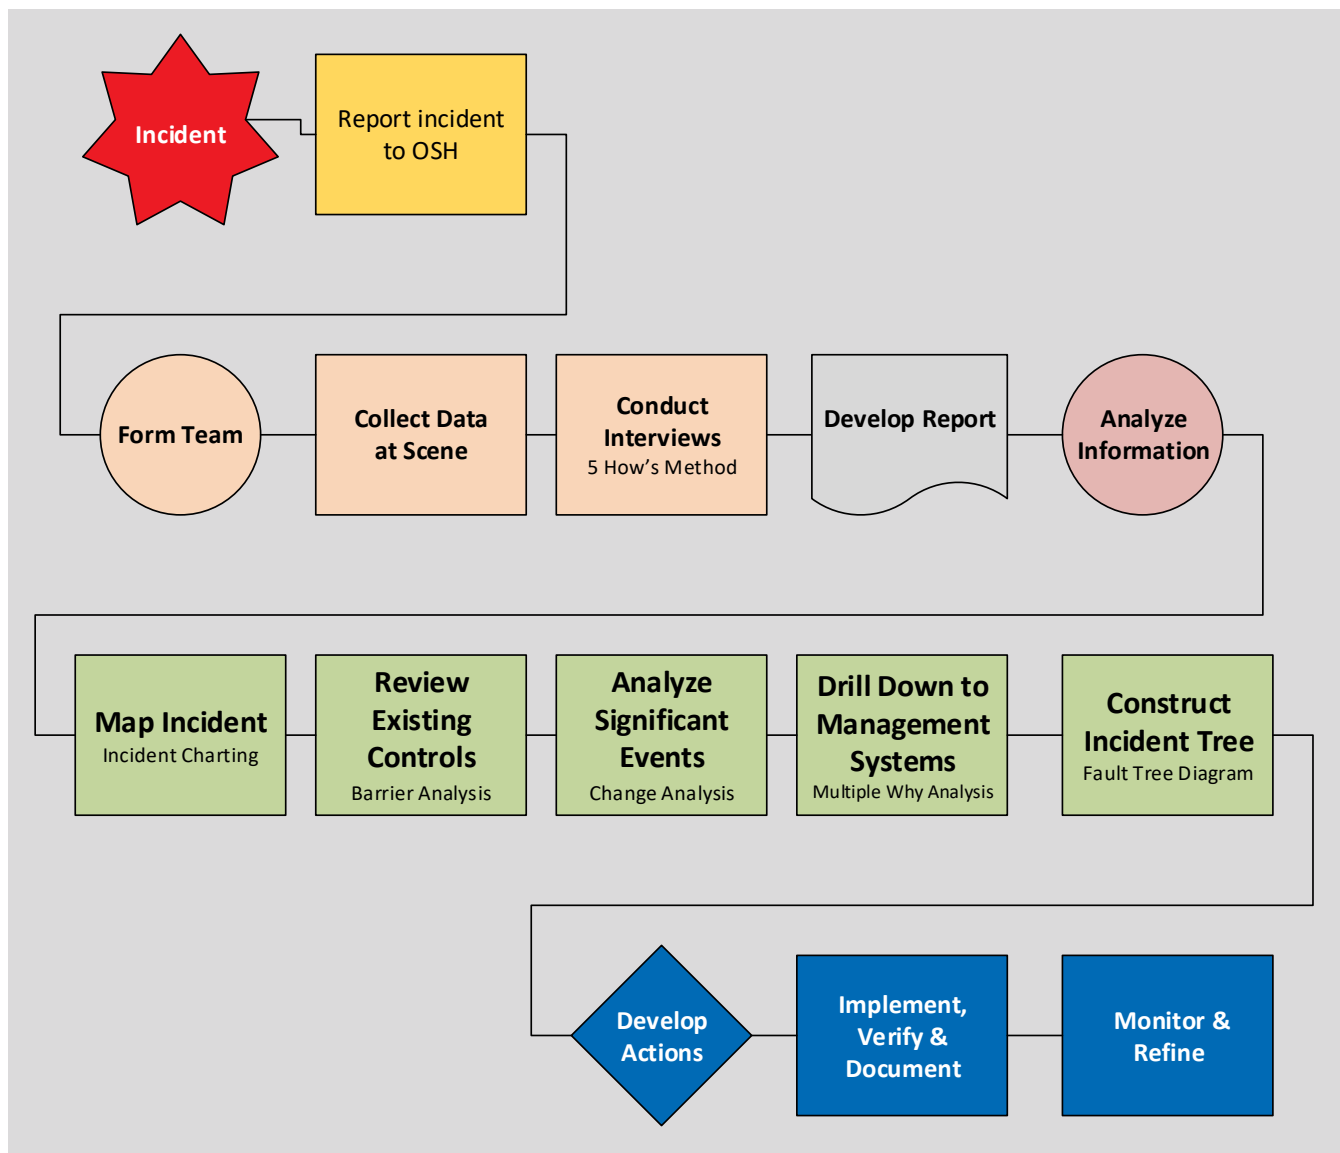 Incident
Report incident
to OSH
Form Team
Collect Data
at Scene
Conduct
Interviews
5 How's Method
Develop Report
Analyze
Information
Map Incident
Incident Charting
Review
Existing
Controls
Barrier Analysis
Analyze
Significant
Events
Change Analysis
Drill Down to
Management
Systems
Multiple Why Analysis
Construct
Incident Tree
Fault Tree Diagram
Develop
Actions
Implement,
Verify &
Document
Monitor &
Refine